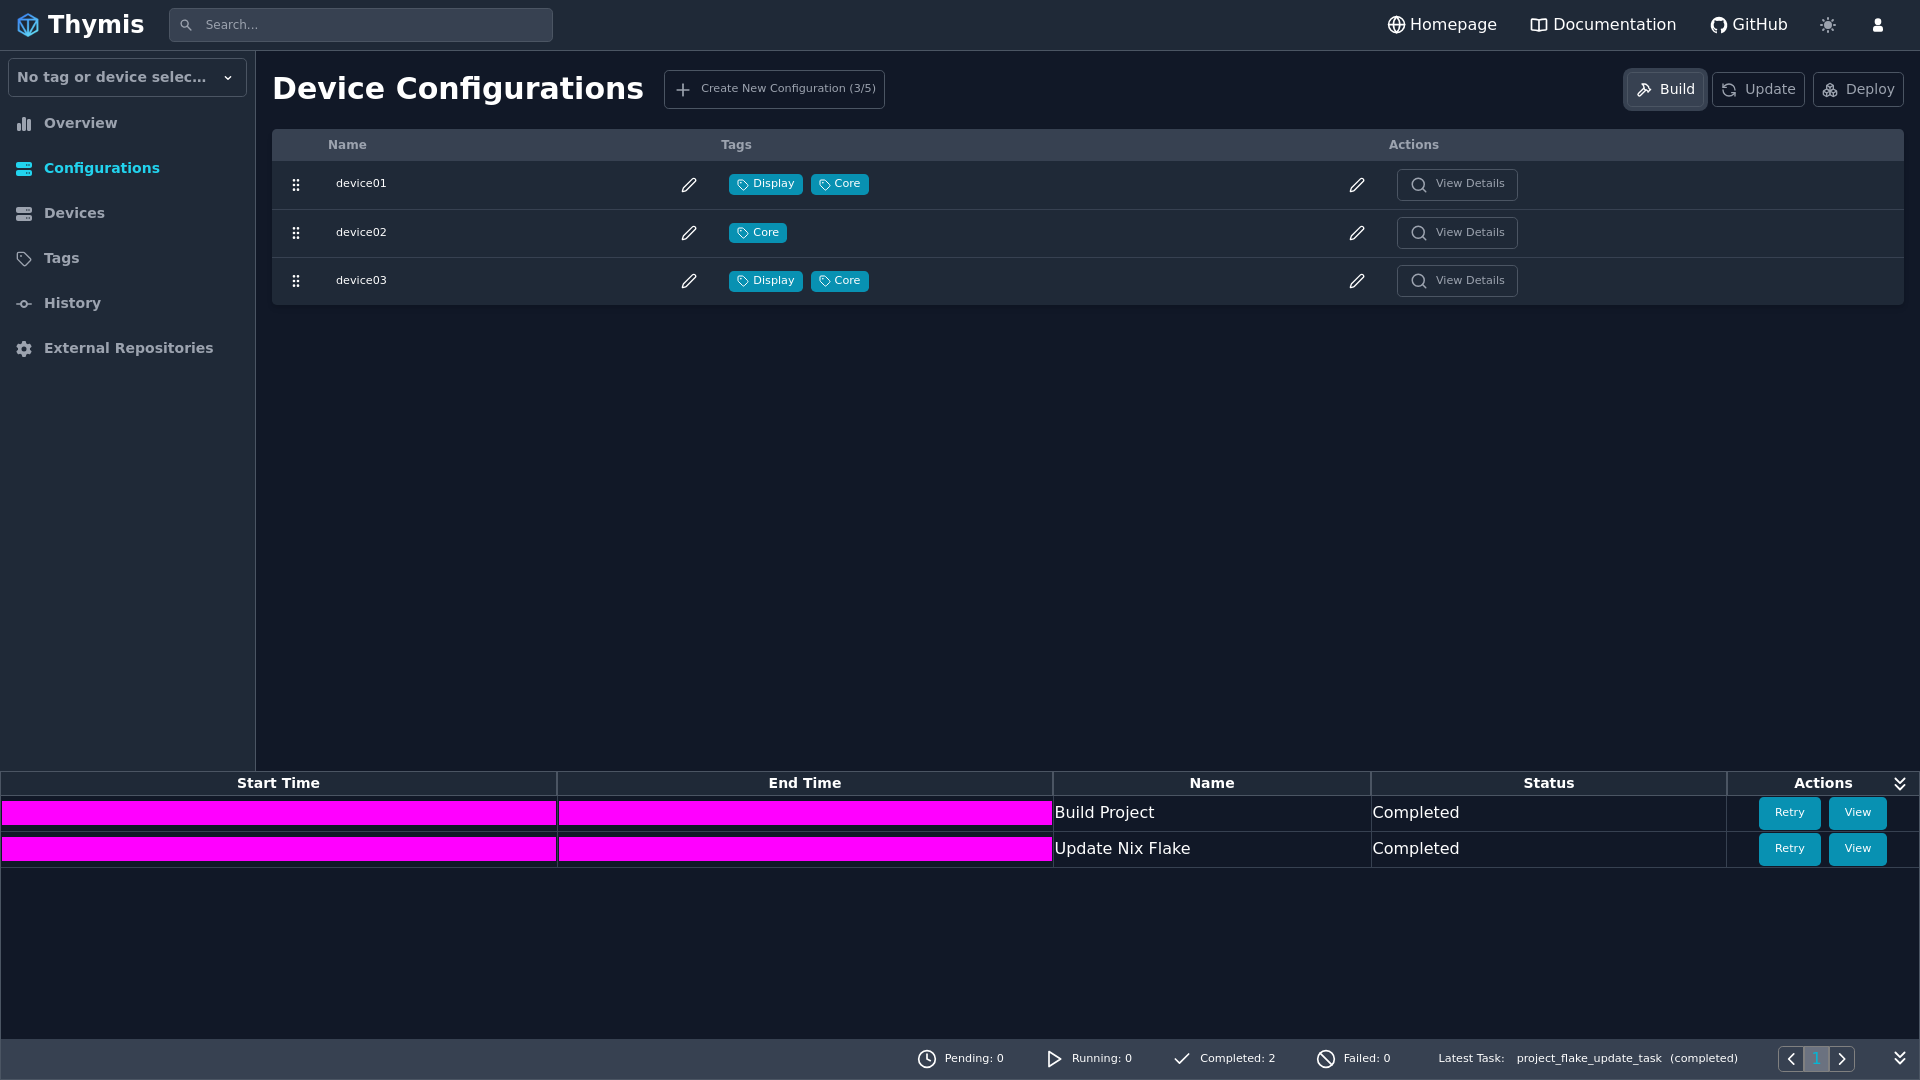 Thymis
Search...
Homepage
Documentation
GitHub
No tag or device selec...
Overview
Configurations
Devices
Tags
History
External Repositories
Device Configurations
Create New Configuration (3/5)
Build
Update
Deploy
Name Tags Actions
device01 Display Core View Details
device02 Core View Details
device03 Display Core View Details
Start Time End Time Name Status Actions
Build Project Completed Retry View
Update Nix Flake Completed Retry View
Pending: 0 Running: 0 Completed: 2 Failed: 0 Latest Task: project_flake_update_task (completed) 1